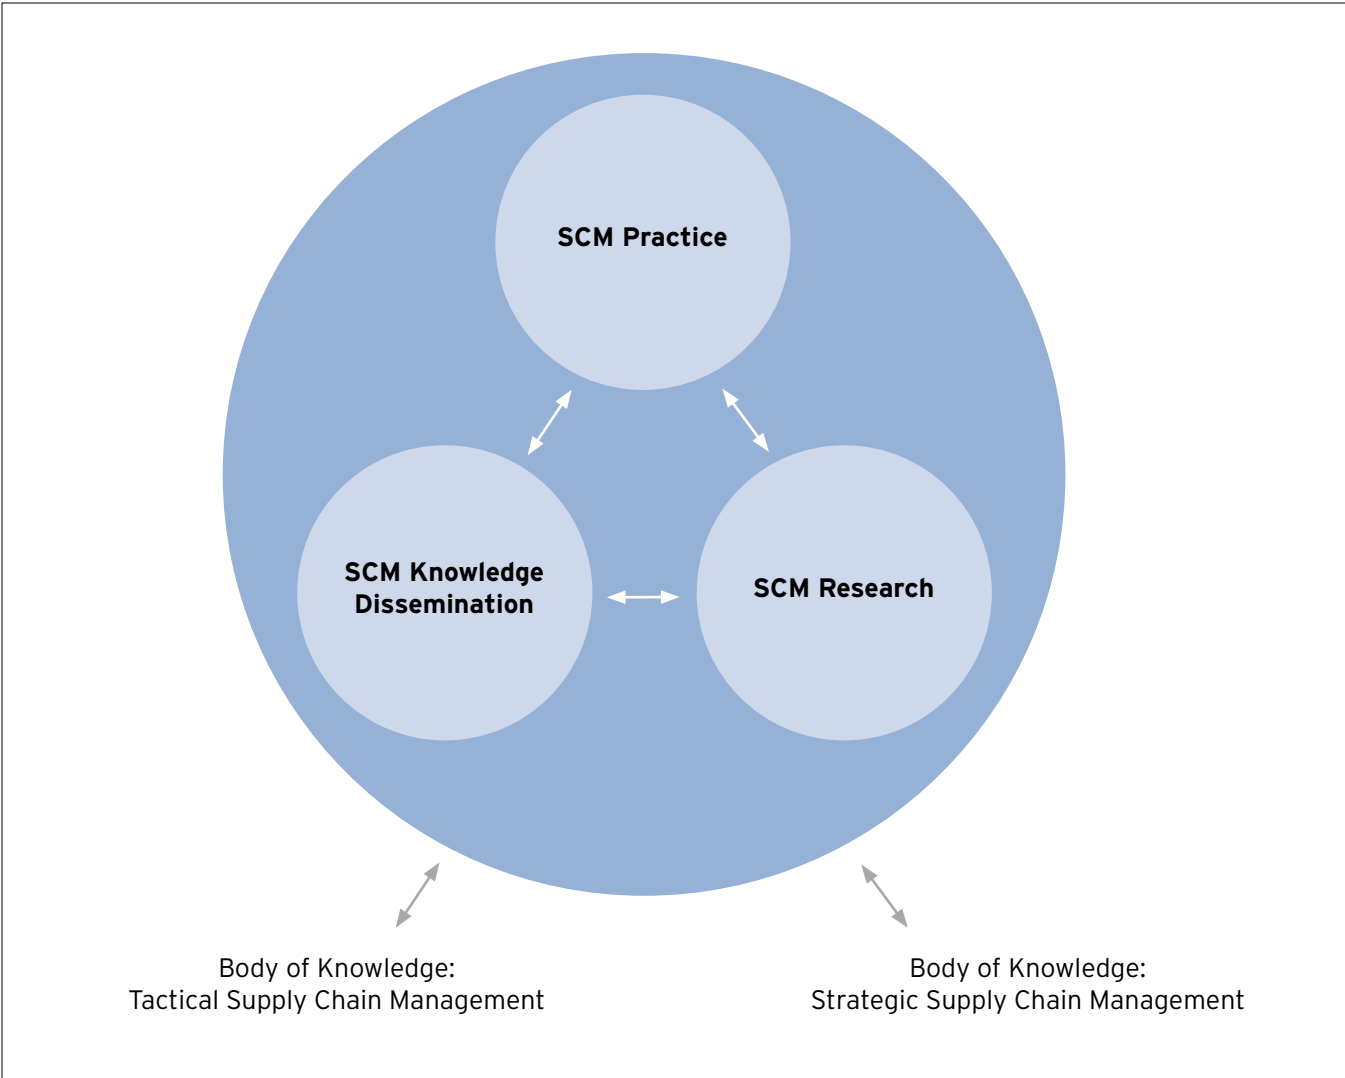 SCM Practice
SCM Knowledge
Dissemination
SCM Research
Body of Knowledge:
Tactical Supply Chain Management
Body of Knowledge:
Strategic Supply Chain Management